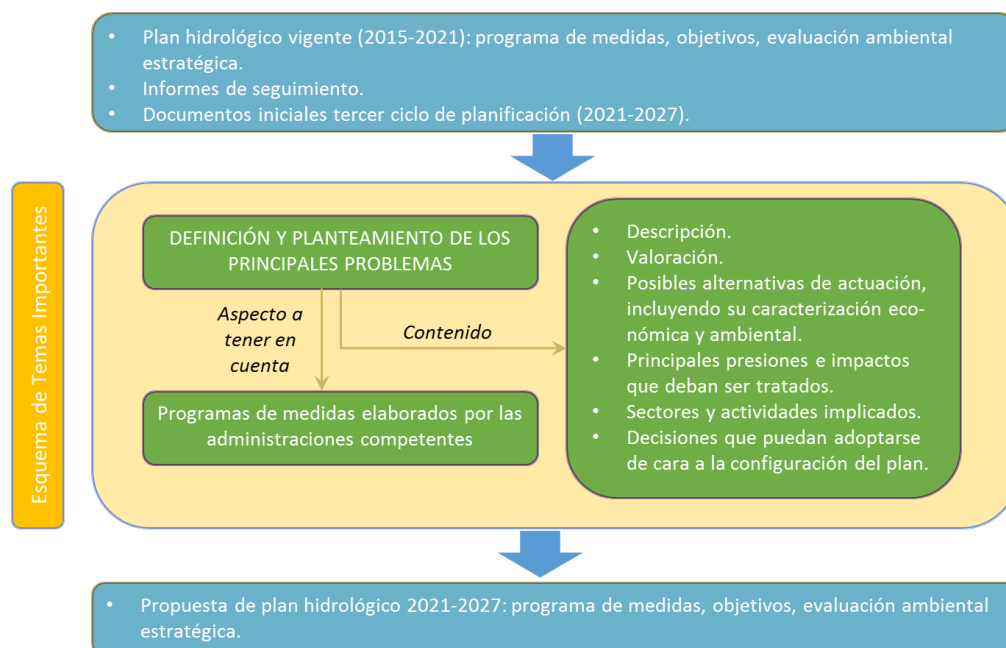 • Plan hidrológico vigente (2015-2021): programa de medidas, objetivos, evaluación ambiental
estratégica.
• Informes de seguimiento.
• Documentos iniciales tercer ciclo de planificación (2021-2027).
Esquema de Temas Importantes
DEFINICIÓN Y PLANTEAMIENTO DE LOS
PRINCIPALES PROBLEMAS
Aspecto a
tener en
cuenta
Contenido
Programas de medidas elaborados por las
administraciones competentes
• Descripción.
• Valoración.
• Posibles alternativas de actuación,
incluyendo su caracterización eco-
nómica y ambiental.
• Principales presiones e impactos
que deban ser tratados.
• Sectores y actividades implicados.
• Decisiones que puedan adoptarse
de cara a la configuración del plan.
• Propuesta de plan hidrológico 2021-2027: programa de medidas, objetivos, evaluación ambiental
estratégica.